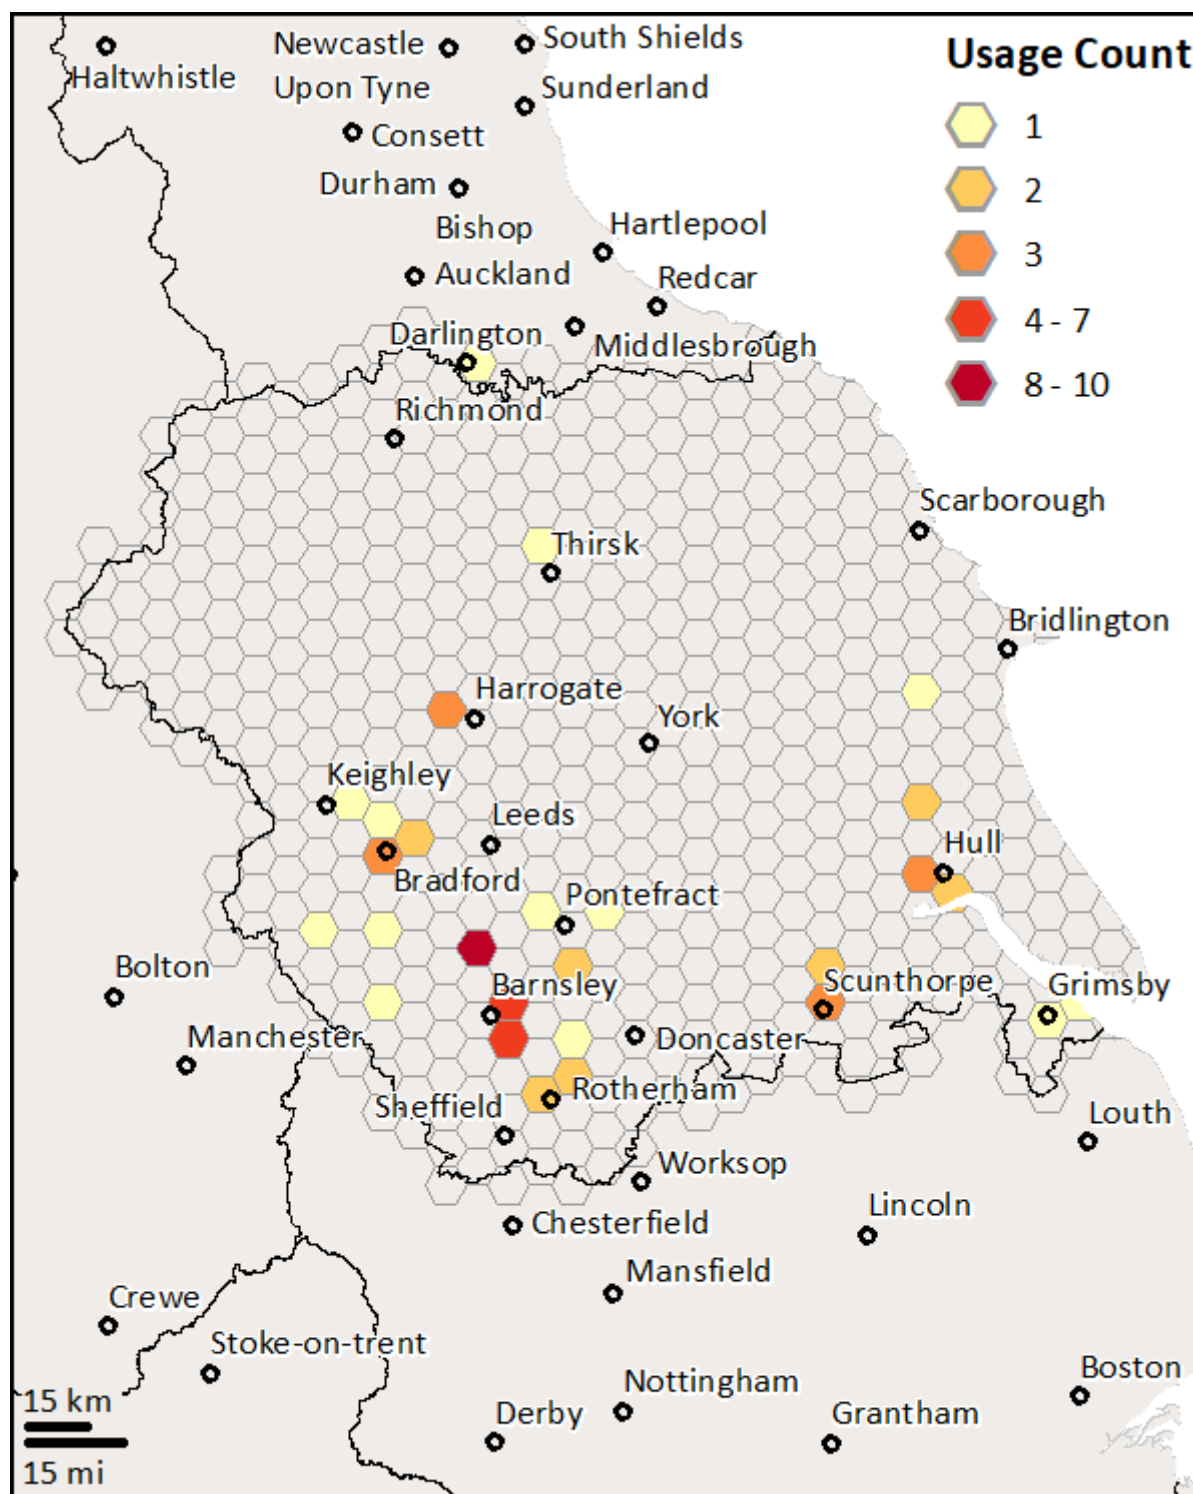 Newcastle
South Shields
Usage Count
Haltwhistle
Upon Tyne
Sunderland
1
Consett
Durham
2
Bishop
Hartlepool
3
Auckland
Redcar
4 - 7
Darlington
Middlesbrough
8 - 10
Richmond
Scarborough
Thirsk
Bridlington
Harrogate
York
Keighley
Leeds
Hull
Bradford
Pontefract
Bolton
Barnsley
Scunthorpe
Grimsby
Manchester
Doncaster
Rotherham
Sheffield
Louth
Worksop
Lincoln
Chesterfield
Mansfield
Crewe
Stoke-on-trent
Boston
Nottingham
15 km
Derby
Grantham
15 mi